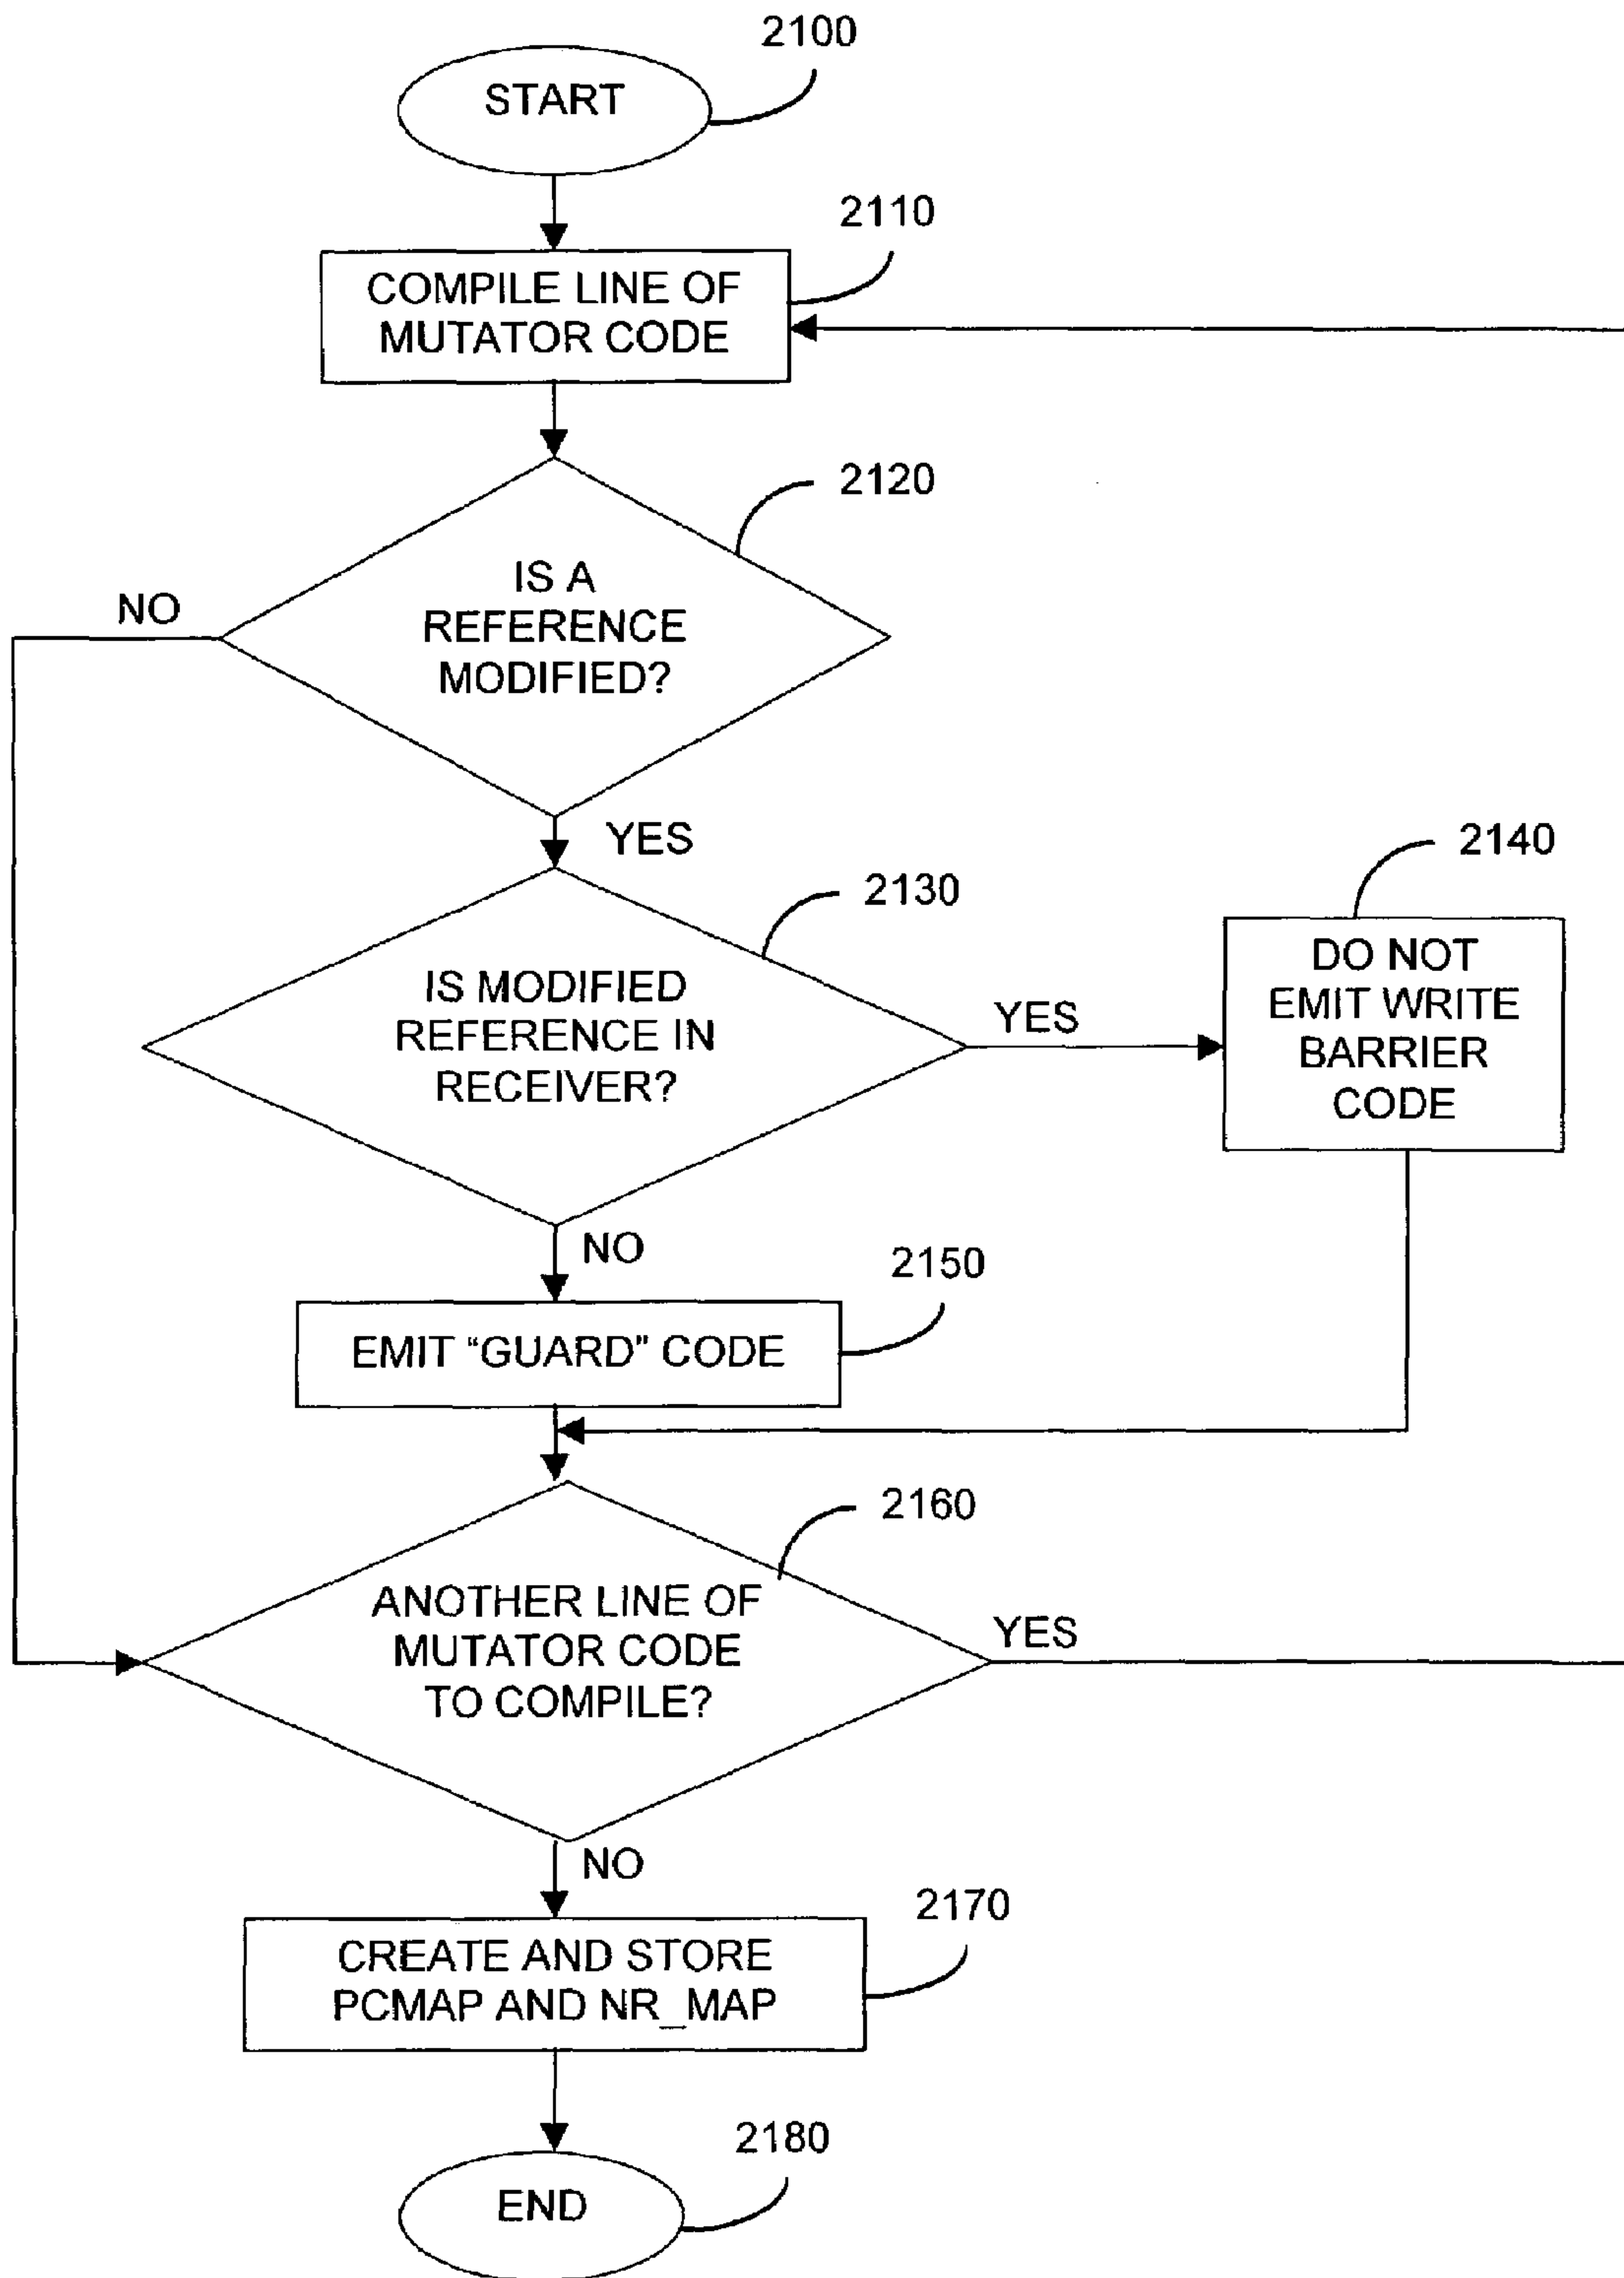 2100
START
2110
COMPILE LINE OF
MUTATOR CODE
2120
IS A
REFERENCE
MODIFIED?
NO
YES
2130
2140
IS MODIFIED
REFERENCE IN
RECEIVER?
YES
DO NOT
EMIT WRITE
BARRIER
CODE
NO
2150
EMIT “GUARD” CODE
2160
ANOTHER LINE OF
MUTATOR CODE
TO COMPILE?
YES
NO
2170
CREATE AND STORE
PCMAP AND NR_MAP
2180
END